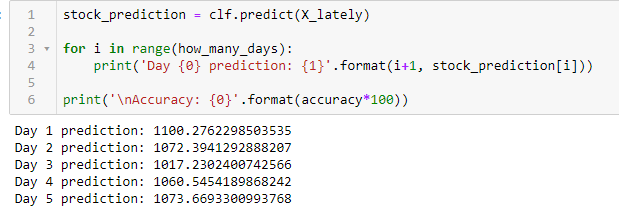 1 stock_prediction = clf.predict(X_lately)
2
3 for i in range(how_many_days):
4     print('Day {0} prediction: {1}'.format(i+1, stock_prediction[i]))
5
6 print('\nAccuracy: {0}'.format(accuracy*100))
Day 1 prediction: 1100.2762298503535
Day 2 prediction: 1072.3941292888207
Day 3 prediction: 1017.2302400742566
Day 4 prediction: 1060.5454189868242
Day 5 prediction: 1073.6693300993768